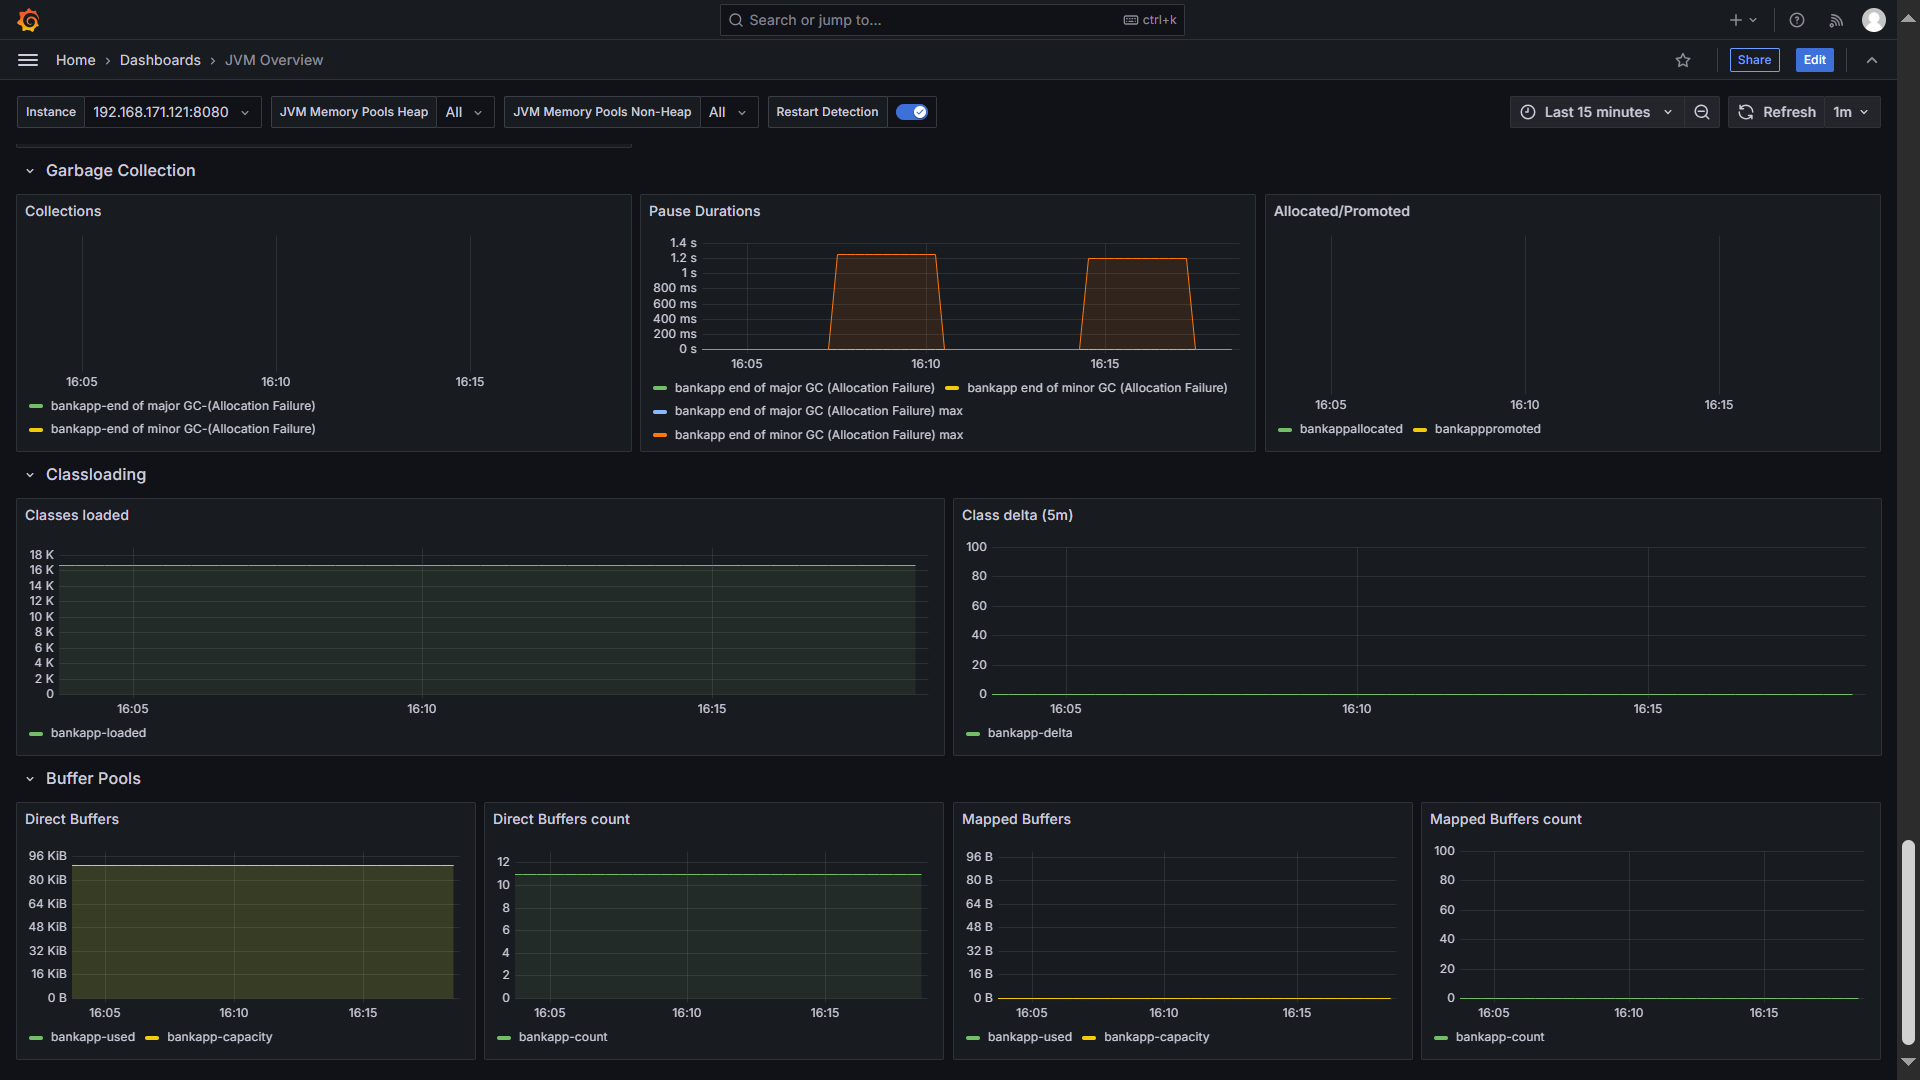 Search or jump to...
ctrl+k
Home › Dashboards › JVM Overview
Share
Edit
Instance 192.168.171.121:8080
JVM Memory Pools Heap All
JVM Memory Pools Non-Heap All
Restart Detection
Last 15 minutes
Refresh 1m
Garbage Collection
Collections
16:05 16:10 16:15
bankapp-end of major GC-(Allocation Failure)
bankapp-end of minor GC-(Allocation Failure)
Pause Durations
1.4 s
1.2 s
1 s
800 ms
600 ms
400 ms
200 ms
0 s
16:05 16:10 16:15
bankapp end of major GC (Allocation Failure) bankapp end of minor GC (Allocation Failure)
bankapp end of major GC (Allocation Failure) max
bankapp end of minor GC (Allocation Failure) max
Allocated/Promoted
16:05 16:10 16:15
bankappallocated bankapppromoted
Classloading
Classes loaded
18 K
16 K
14 K
12 K
10 K
8 K
6 K
4 K
2 K
0
16:05 16:10 16:15
bankapp-loaded
Class delta (5m)
100
80
60
40
20
0
16:05 16:10 16:15
bankapp-delta
Buffer Pools
Direct Buffers
96 KiB
80 KiB
64 KiB
48 KiB
32 KiB
16 KiB
0 B
16:05 16:10 16:15
bankapp-used bankapp-capacity
Direct Buffers count
12
10
8
6
4
2
0
16:05 16:10 16:15
bankapp-count
Mapped Buffers
96 B
80 B
64 B
48 B
32 B
16 B
0 B
16:05 16:10 16:15
bankapp-used bankapp-capacity
Mapped Buffers count
100
80
60
40
20
0
16:05 16:10 16:15
bankapp-count